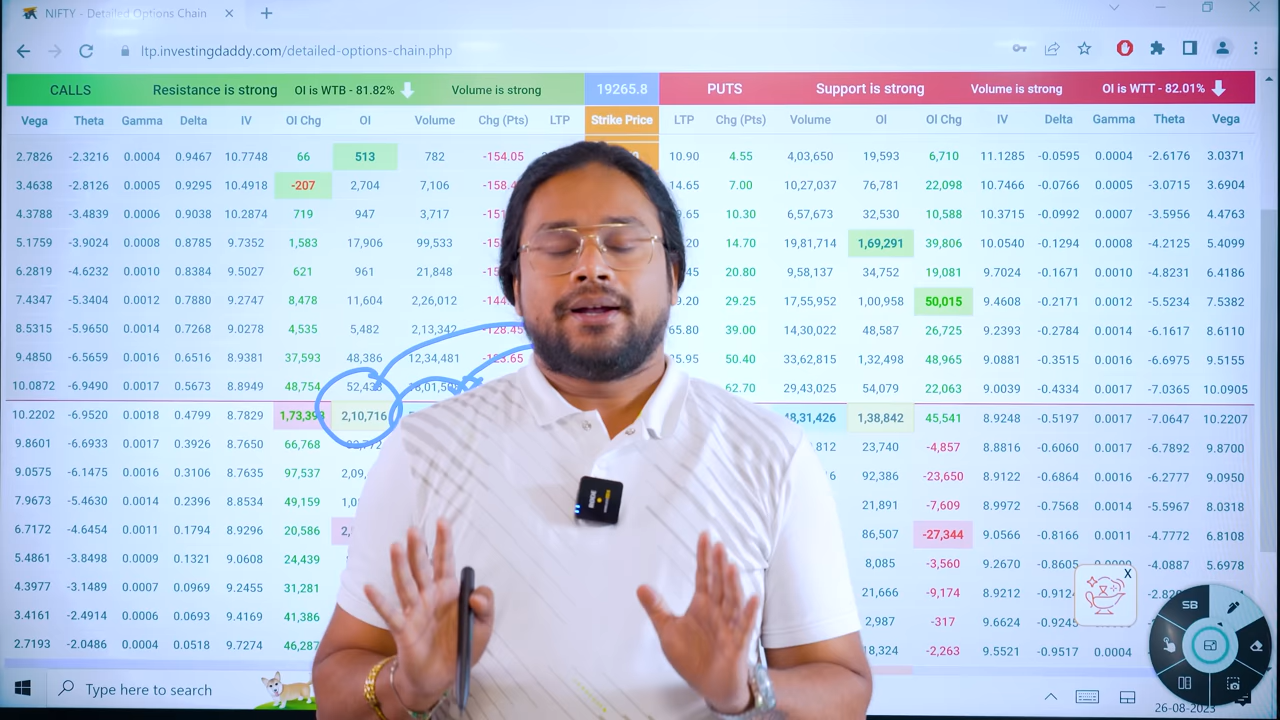 NIFTY - Detailed Options Chain
ltp.investingdaddy.com/detailed-options-chain.php
CALLS Resistance is strong OI is WTB - 81.82% Volume is strong 19265.8 PUTS Support is strong Volume is strong OI is WTT - 82.01%
Vega Theta Gamma Delta IV OI Chg OI Volume Chg (Pts) LTP Strike Price LTP Chg (Pts) Volume OI OI Chg IV Delta Gamma Theta Vega
2.7826 -2.3216 0.0004 0.9467 10.7748 66 513 782 -154.05 10.90 4.55 4,03,650 19,593 6,710 11.1285 -0.0595 0.0004 -2.6176 3.0371
3.4638 -2.8126 0.0005 0.9295 10.4918 -207 2,704 7,106 14.65 7.00 10,27,037 76,781 22,098 10.7466 -0.0766 0.0005 -3.0715 3.6904
4.3788 -3.4839 0.0006 0.9038 10.2874 719 947 3,717 10.30 6,57,673 32,530 10,588 10.3715 -0.0992 0.0007 -3.5956 4.4763
5.1759 -3.9024 0.0008 0.8785 9.7352 1,583 17,906 99,533 14.70 19,81,714 1,69,291 39,806 10.0540 -0.1294 0.0008 -4.2125 5.4099
6.2819 -4.6232 0.0010 0.8384 9.5027 621 961 21,848 20.80 9,58,137 34,752 19,081 9.7024 -0.1671 0.0010 -4.8231 6.4186
7.4347 -5.3404 0.0012 0.7880 9.2747 8,478 11,604 2,26,012 29.25 17,55,952 1,00,958 50,015 9.4608 -0.2171 0.0012 -5.5234 7.5382
8.5315 -5.9650 0.0014 0.7268 9.0278 4,535 5,482 2,13,342 -128.45 65.80 39.00 14,30,022 48,587 26,725 9.2393 -0.2784 0.0014 -6.1617 8.6110
9.4850 -6.5659 0.0016 0.6516 8.9381 37,593 48,386 12,34,481 50.40 33,62,815 1,32,498 48,965 9.0881 -0.3515 0.0016 -6.6975 9.5155
10.0872 -6.9490 0.0017 0.5673 8.8949 48,754 62.70 29,43,025 54,079 22,063 9.0039 -0.4334 0.0017 -7.0365 10.0905
10.2202 -6.9520 0.0018 0.4799 8.7829 2,10,716 48,31,426 1,38,842 45,541 8.9248 -0.5197 0.0017 -7.0647 10.2207
9.8601 -6.6933 0.0017 0.3926 8.7650 66,768 23,740 -4,857 8.8816 -0.6060 0.0017 -6.7892 9.8700
9.0575 -6.1475 0.0016 0.3106 8.7635 97,537 92,386 -23,650 8.9122 -0.6864 0.0016 -6.2777 9.0950
7.9673 -5.4630 0.0014 0.2396 8.8534 49,159 21,891 -7,609 8.9972 -0.7568 0.0014 -5.5967 8.0318
6.7172 -4.6454 0.0011 0.1794 8.9296 20,586 86,507 -27,344 9.0566 -0.8166 0.0011 -4.7772 6.8108
5.4861 -3.8498 0.0009 0.1321 9.0608 24,439 8,085 -3,560 9.2670 -0.8605 -4.0887 5.6978
4.3977 -3.1489 0.0007 0.0969 9.2455 31,281 21,666 -9,174 8.9212
3.4161 -2.4914 0.0006 0.0693 9.4169 41,386 2,987 -317 9.6624 -0.9245
2.7193 -2.0486 0.0004 0.0518 9.7274 46,287 18,324 -2,263 9.5521 -0.9517 0.0004
X
SB
Type here to search